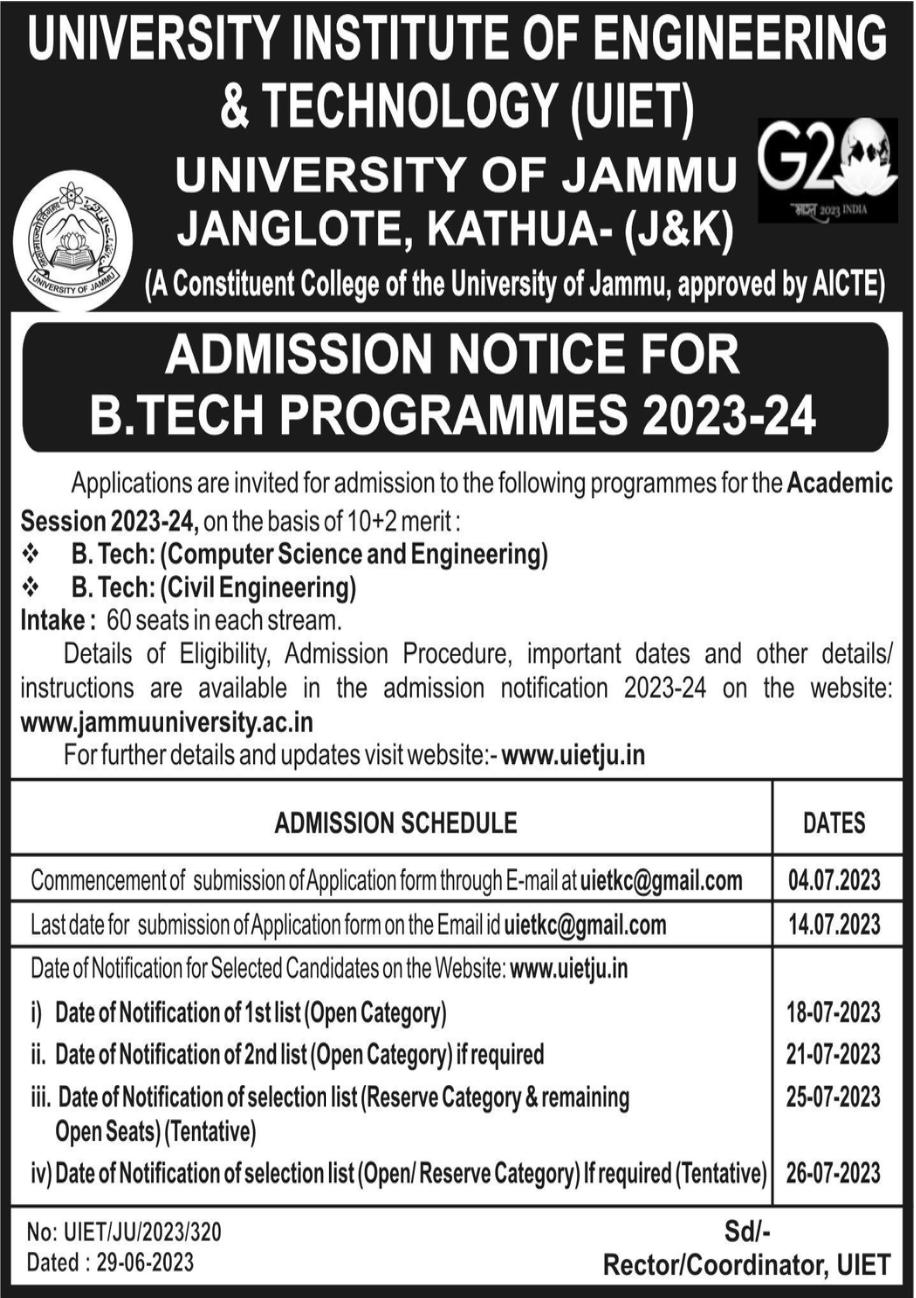 UNIVERSITY INSTITUTE OF ENGINEERING
& TECHNOLOGY (UIET)
UNIVERSITY OF JAMMU
JANGLOTE, KATHUA- (J&K)
(A Constituent College of the University of Jammu, approved by AICTE)
UNIVERSITY OF JAMMU
G20
भारत 2023 INDIA
ADMISSION NOTICE FOR
B.TECH PROGRAMMES 2023-24
Applications are invited for admission to the following programmes for the Academic
Session 2023-24, on the basis of 10+2 merit :
❖ B. Tech: (Computer Science and Engineering)
❖ B. Tech: (Civil Engineering)
Intake : 60 seats in each stream.
Details of Eligibility, Admission Procedure, important dates and other details/
instructions are available in the admission notification 2023-24 on the website:
www.jammuuniversity.ac.in
For further details and updates visit website:- www.uietju.in
ADMISSION SCHEDULE DATES
Commencement of submission of Application form through E-mail at uietkc@gmail.com 04.07.2023
Last date for submission of Application form on the Email id uietkc@gmail.com 14.07.2023
Date of Notification for Selected Candidates on the Website: www.uietju.in
i) Date of Notification of 1st list (Open Category) 18-07-2023
ii. Date of Notification of 2nd list (Open Category) if required 21-07-2023
iii. Date of Notification of selection list (Reserve Category & remaining 25-07-2023
Open Seats) (Tentative)
iv) Date of Notification of selection list (Open/ Reserve Category) If required (Tentative) 26-07-2023
No: UIET/JU/2023/320
Dated : 29-06-2023
Sd/-
Rector/Coordinator, UIET